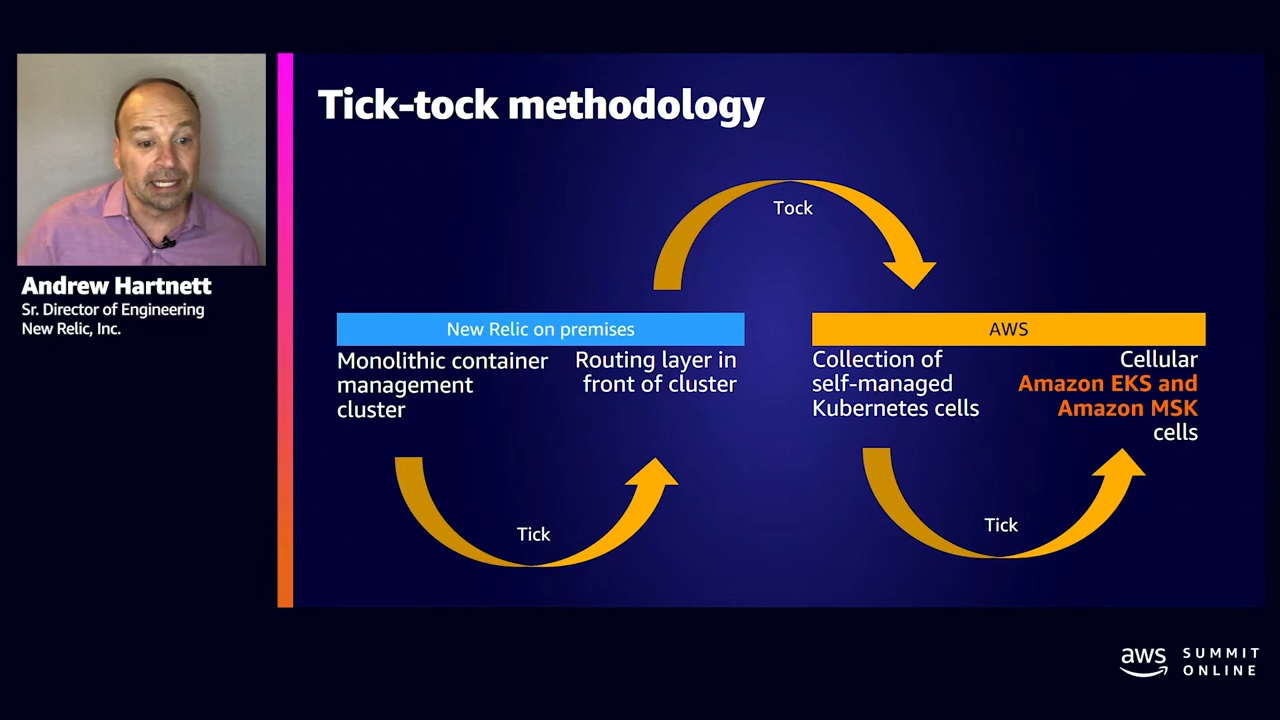 Tick-tock methodology
Tock
New Relic on premises
AWS
Monolithic container
management
cluster
Routing layer in
front of cluster
Collection of
self-managed
Kubernetes cells
Cellular
Amazon EKS and
Amazon MSK
cells
Tick
Tick
Andrew Hartnett
Sr. Director of Engineering
New Relic, Inc.
aws
SUMMIT
ONLINE